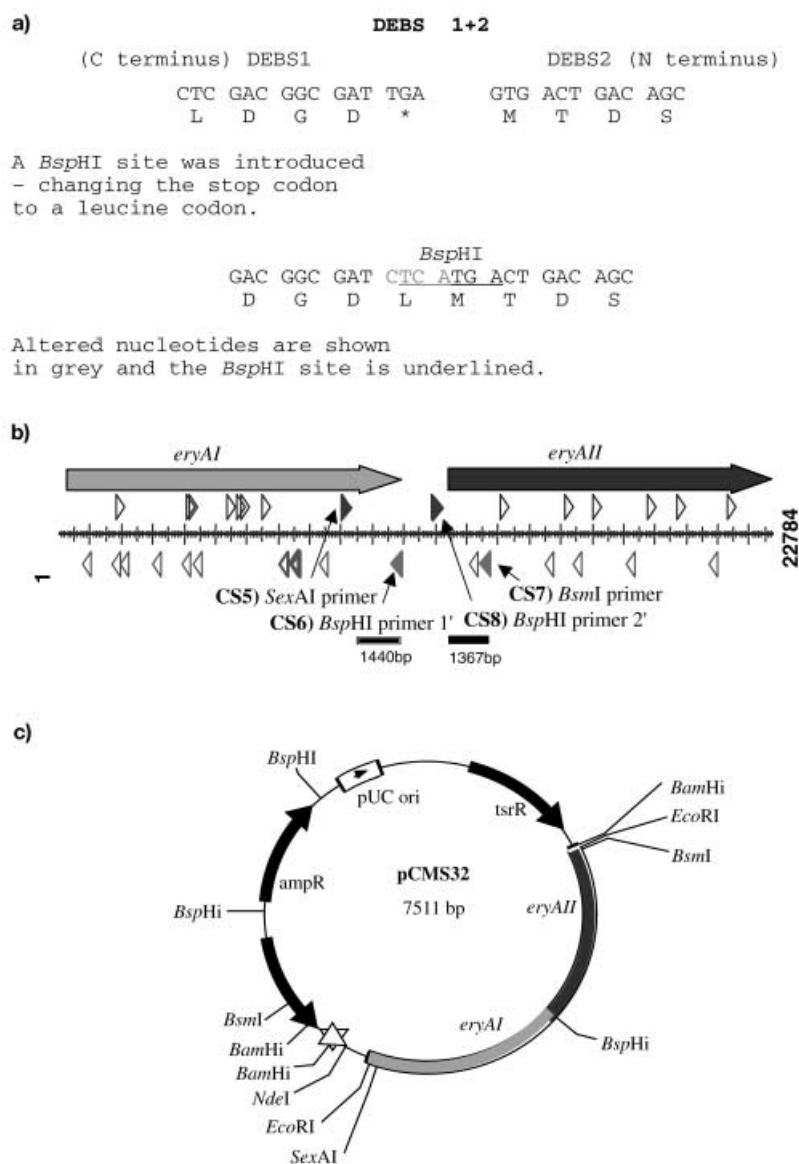 a)
DEBS 1+2
(C terminus) DEBS1 DEBS2 (N terminus)
CTC GAC GGC GAT TGA GTG ACT GAC AGC
L D G D * M T D S
A BspHI site was introduced
- changing the stop codon
to a leucine codon.
BspHI
GAC GGC GAT CTC ATG ACT GAC AGC
D G D L M T D S
Altered nucleotides are shown
in grey and the BspHI site is underlined.
b)
eryAI eryAII
1
22784
CS5) SexAI primer
CS7) BsmI primer
CS6) BspHI primer 1'
CS8) BspHI primer 2'
1440bp 1367bp
c)
BspHI
pUC ori
tsrR
BamHi
EcoRI
BsmI
ampR
pCMS32
7511 bp
eryAII
BspHi
BsmI
eryAI
BspHi
BamHi
BamHi
NdeI
EcoRI
SexAI